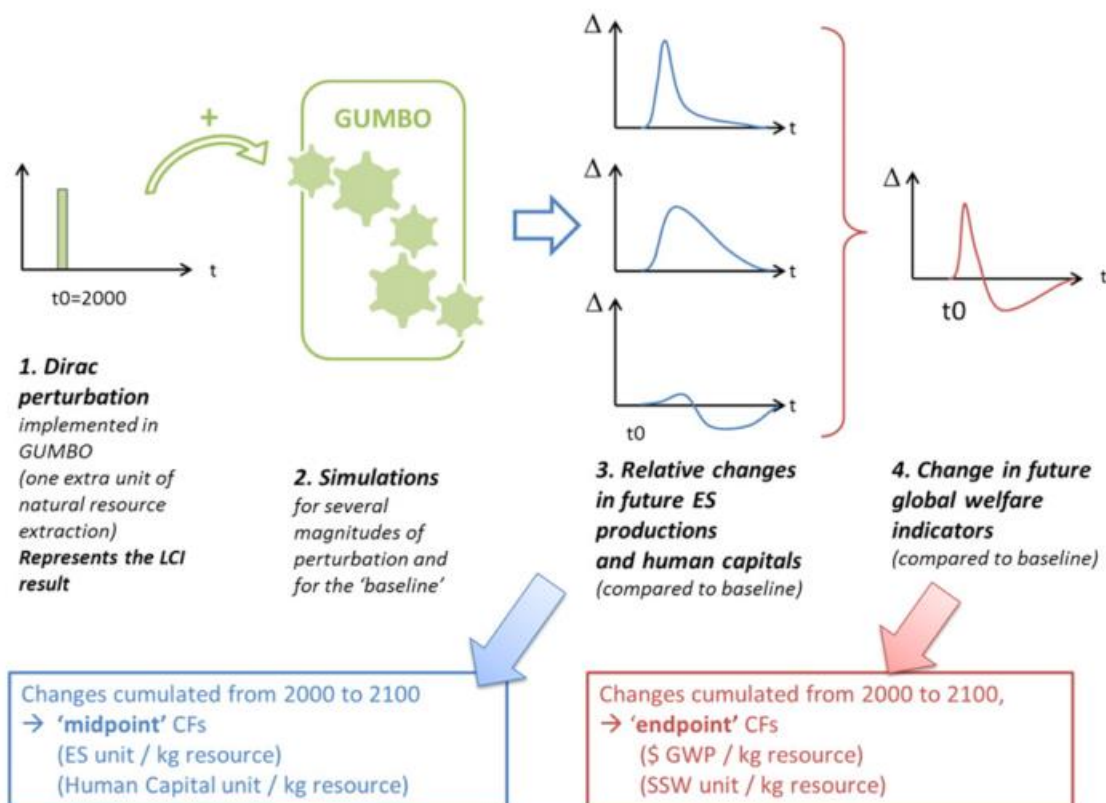 +
GUMBO
t
t0=2000
Δ
t
Δ
t
Δ
t
t0
Δ
t
t0
1. Dirac
perturbation
implemented in
GUMBO
(one extra unit of
natural resource
extraction)
Represents the LCI
result
2. Simulations
for several
magnitudes of
perturbation and
for the ‘baseline’
3. Relative changes
in future ES
productions
and human capitals
(compared to baseline)
4. Change in future
global welfare
indicators
(compared to baseline)
Changes cumulated from 2000 to 2100
→ ‘midpoint’ CFs
(ES unit / kg resource)
(Human Capital unit / kg resource)
Changes cumulated from 2000 to 2100,
→ ‘endpoint’ CFs
($ GWP / kg resource)
(SSW unit / kg resource)